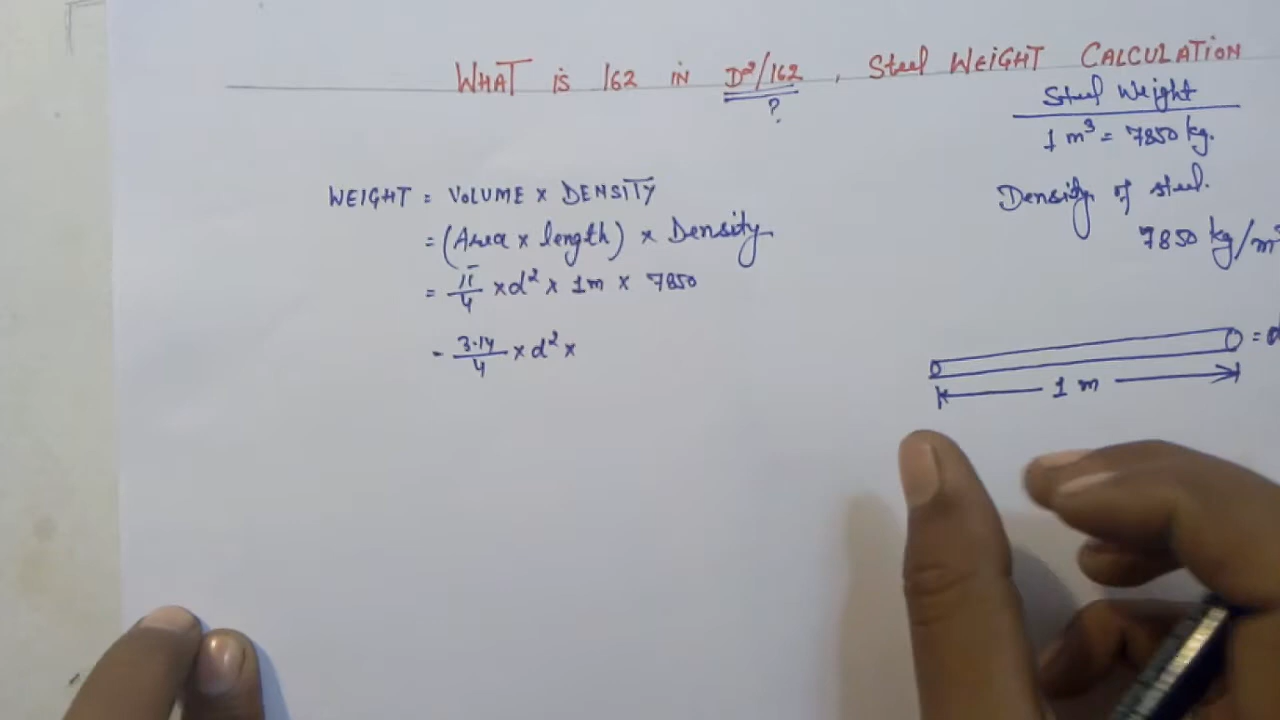 WHAT IS 162 IN D²/162 , Steel WEIGHT CALCULATION
?
Steel Weight
1 m³ = 7850 kg.
Density of steel.
7850 kg/m³
WEIGHT = VOLUME × DENSITY
= (Area × length) × Density
= π/4 × d² × 1m × 7850
- 3.14/4 × d² ×
= d
1 m